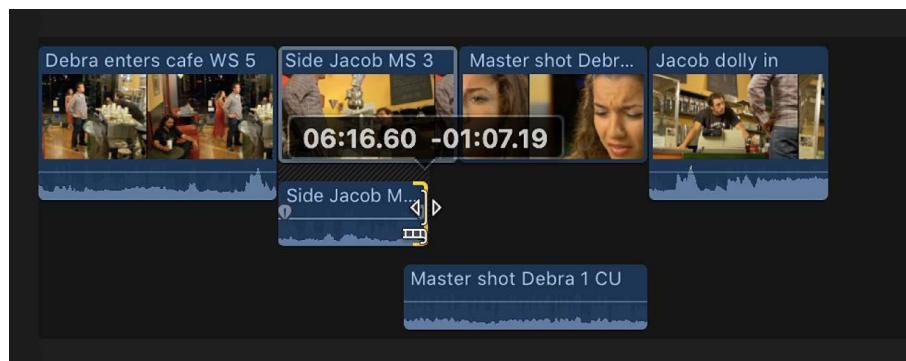 Debra enters cafe WS 5
Side Jacob MS 3
Master shot Debr...
Jacob dolly in
06:16.60 -01:07.19
Side Jacob M...
Master shot Debra 1 CU